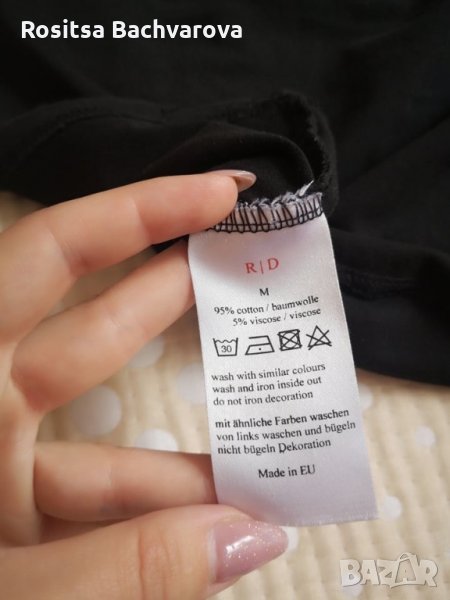 Rositsa Bachvarova
R|D
M
95% cotton / baumwolle
5% viscose / viscose
30
wash with similar colours
wash and iron inside out
do not iron decoration
mit ähnliche Farben waschen
von links waschen und bügeln
nicht bügeln Dekoration
Made in EU
BAZAR